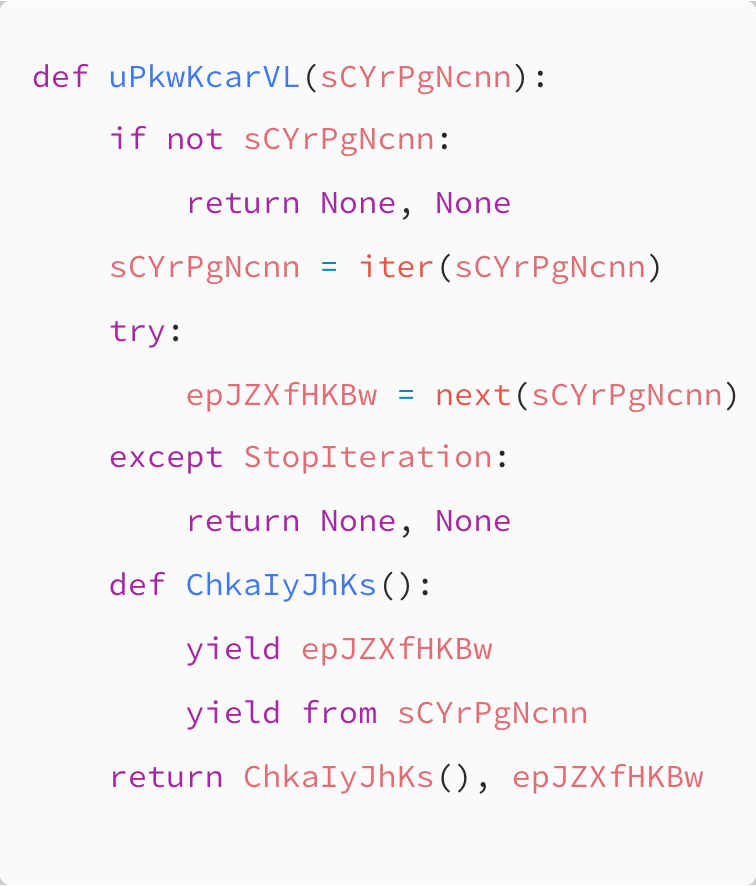 def uPkwKcarVL(sCYrPgNcnn):
    if not sCYrPgNcnn:
        return None, None
    sCYrPgNcnn = iter(sCYrPgNcnn)
    try:
        epJZXfHKBw = next(sCYrPgNcnn)
    except StopIteration:
        return None, None
    def ChkaIyJhKs():
        yield epJZXfHKBw
        yield from sCYrPgNcnn
    return ChkaIyJhKs(), epJZXfHKBw